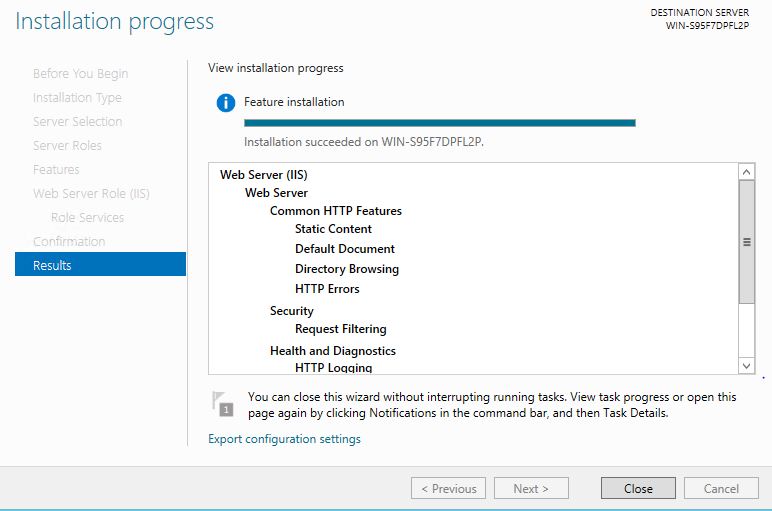 Installation progress
DESTINATION SERVER
WIN-S95F7DPFL2P
Before You Begin
Installation Type
Server Selection
Server Roles
Features
Web Server Role (IIS)
Role Services
Confirmation
Results
View installation progress
Feature installation
Installation succeeded on WIN-S95F7DPFL2P.
Web Server (IIS)
Web Server
Common HTTP Features
Static Content
Default Document
Directory Browsing
HTTP Errors
Security
Request Filtering
Health and Diagnostics
HTTP Logging
1
You can close this wizard without interrupting running tasks. View task progress or open this
page again by clicking Notifications in the command bar, and then Task Details.
Export configuration settings
< Previous
Next >
Close
Cancel